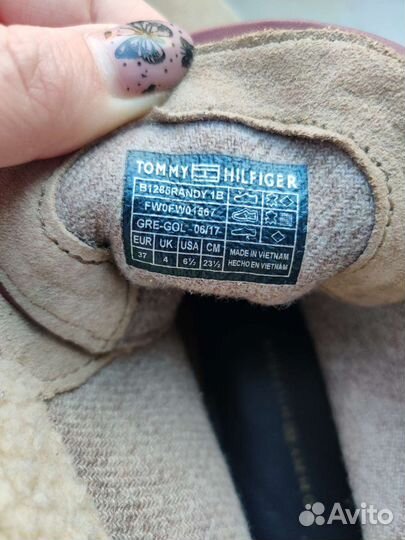 TOMMY HILFIGER
B1285RANDY 1B
FW0FW01567
GRE-GOL - 06/17
EUR UK USA CM
37 4 6½ 23½
MADE IN VIETNAM
HECHO EN VIETNAM
Avito